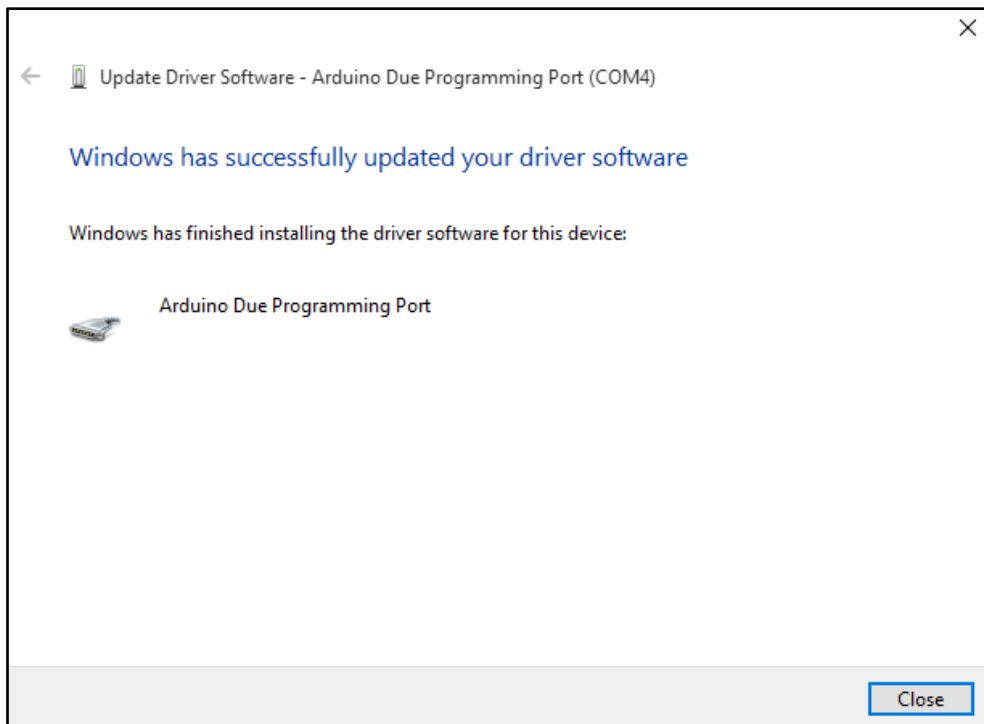 Update Driver Software - Arduino Due Programming Port (COM4)
Windows has successfully updated your driver software
Windows has finished installing the driver software for this device:
Arduino Due Programming Port
Close